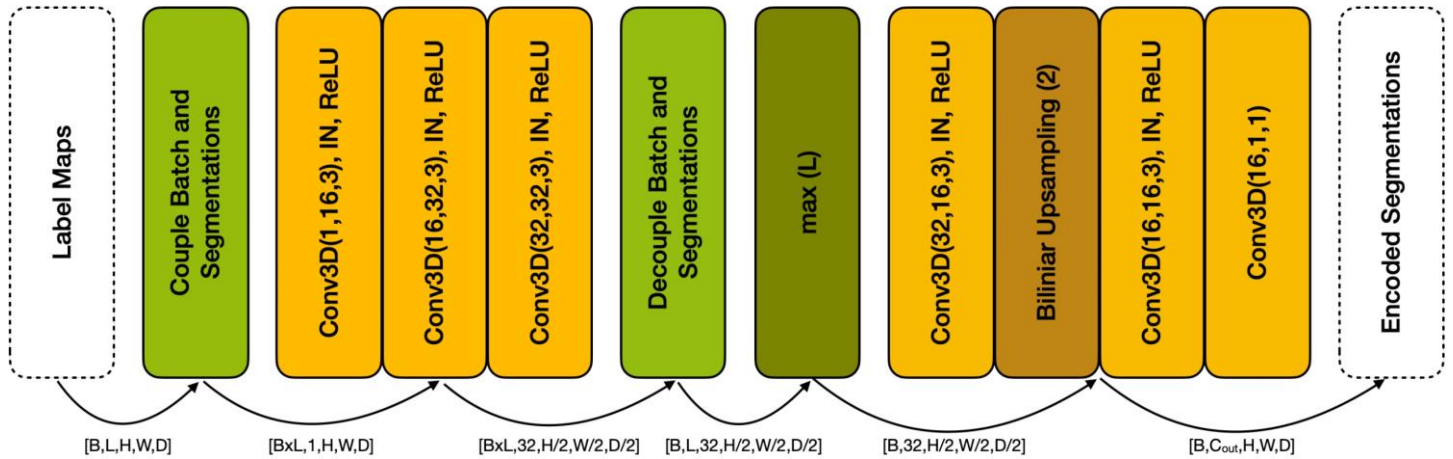 Label Maps
Couple Batch and
Segmentations
Conv3D(1,16,3), IN, ReLU
Conv3D(16,32,3), IN, ReLU
Conv3D(32,32,3), IN, ReLU
Decouple Batch and
Segmentations
max (L)
Conv3D(32,16,3), IN, ReLU
Biliniar Upsampling (2)
Conv3D(16,16,3), IN, ReLU
Conv3D(16,1,1)
Encoded Segmentations
[B,L,H,W,D]
[BxL,1,H,W,D]
[BxL,32,H/2,W/2,D/2]
[B,L,32,H/2,W/2,D/2]
[B,32,H/2,W/2,D/2]
[B,Cout,H,W,D]